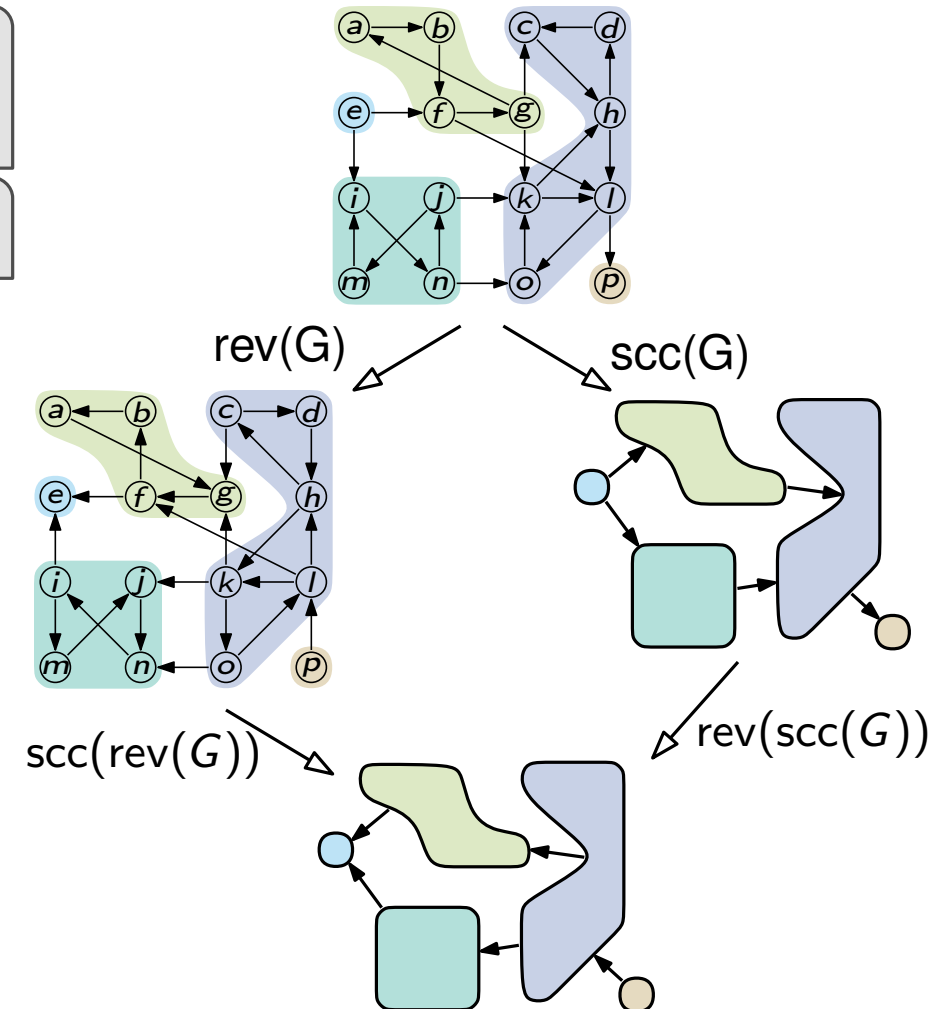 a b c d
e f g h
i j k l
m n o p
rev(G) scc(G)
a b c d
e f g h
i j k l
m n o p
scc(rev(G)) rev(scc(G))